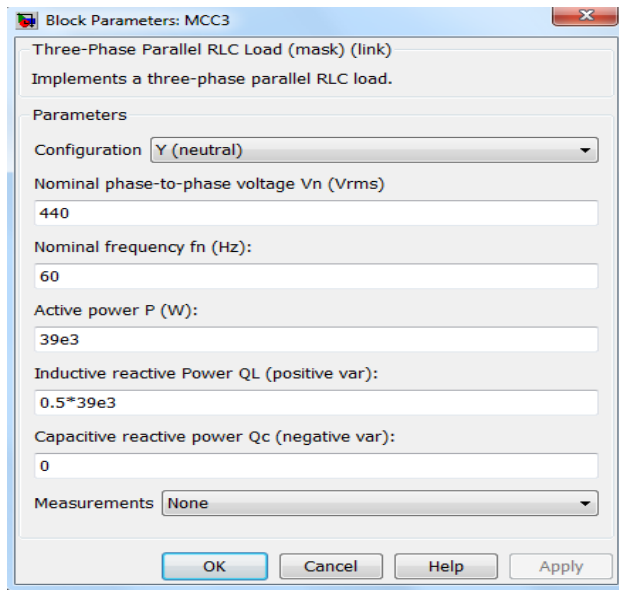 Block Parameters: MCC3
Three-Phase Parallel RLC Load (mask) (link)
Implements a three-phase parallel RLC load.
Parameters
Configuration Y (neutral)
Nominal phase-to-phase voltage Vn (Vrms)
440
Nominal frequency fn (Hz):
60
Active power P (W):
39e3
Inductive reactive Power QL (positive var):
0.5*39e3
Capacitive reactive power Qc (negative var):
0
Measurements None
OK Cancel Help Apply